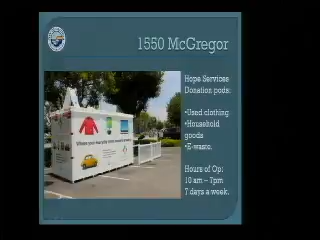 1550 McGregor
Hope Services
Donation pods:
•Used clothing
•Household
goods
•E-waste.
Hours of Op:
10 am – 7pm
7 days a week.